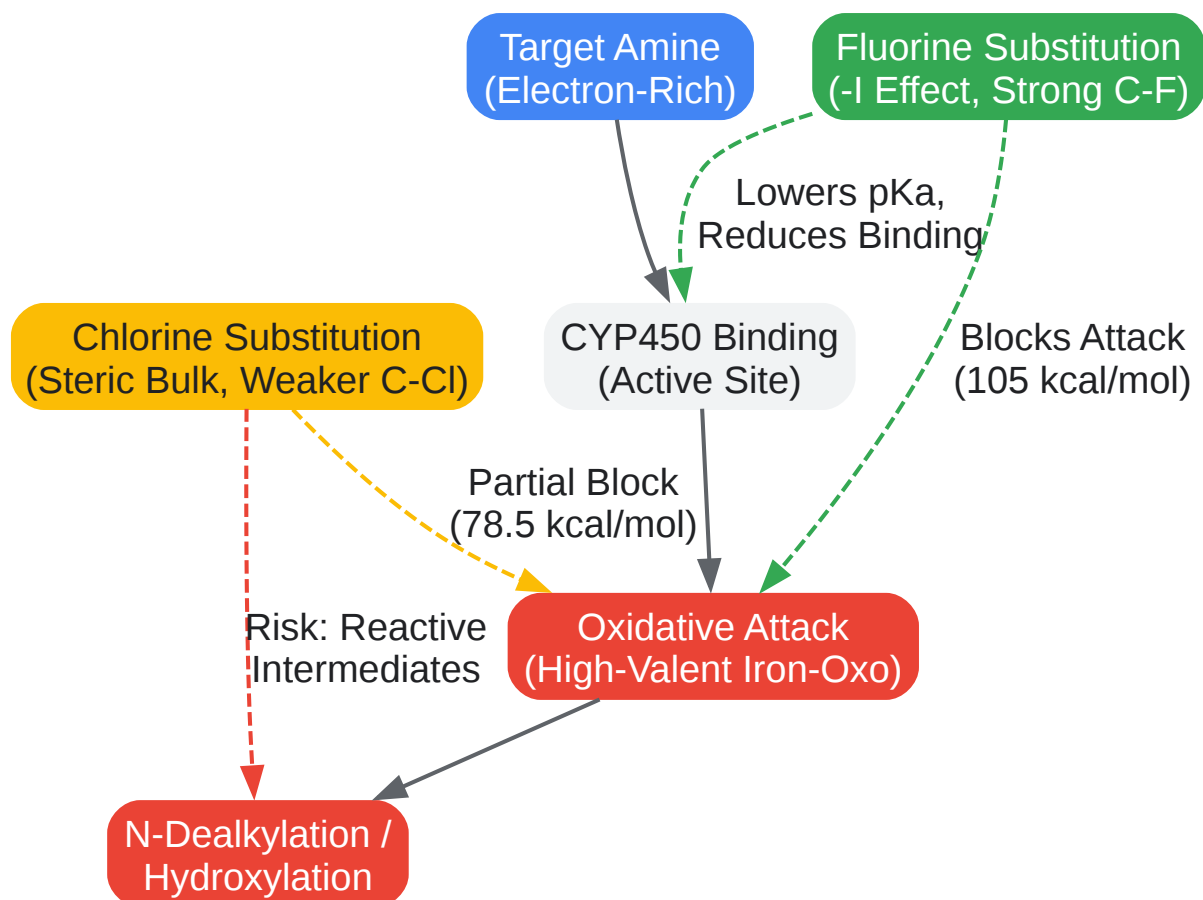 Target Amine
(Electron-Rich)
Fluorine Substitution
(-I Effect, Strong C-F)
Lowers pKa,
Reduces Binding
Chlorine Substitution
(Steric Bulk, Weaker C-Cl)
CYP450 Binding
(Active Site)
Blocks Attack
(105 kcal/mol)
Partial Block
(78.5 kcal/mol)
Risk: Reactive
Intermediates
Oxidative Attack
(High-Valent Iron-Oxo)
N-Dealkylation /
Hydroxylation